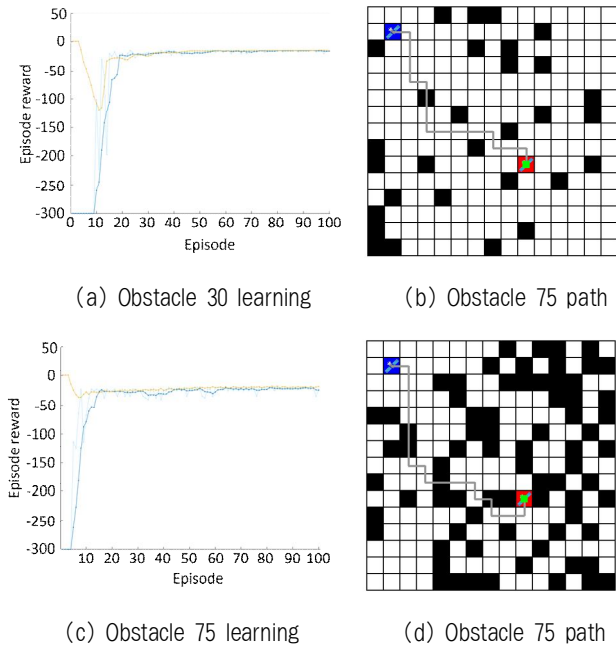 50
0
-50
-100
-150
-200
-250
-300
Episode reward
0 10 20 30 40 50 60 70 80 90 100
Episode
(a) Obstacle 30 learning
(b) Obstacle 75 path
50
0
-50
-100
-150
-200
-250
-300
Episode reward
10 20 30 40 50 60 70 80 90 100
Episode
(c) Obstacle 75 learning
(d) Obstacle 75 path